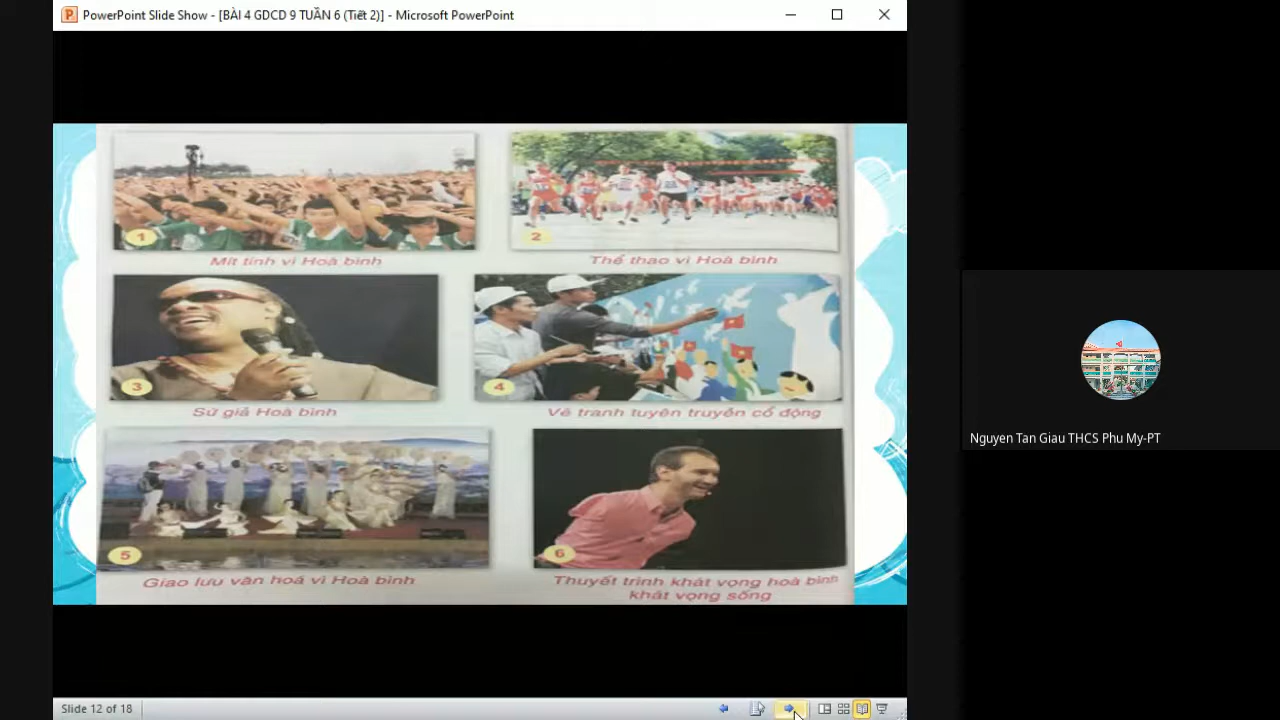 PowerPoint Slide Show - [BÀI 4 GDCD 9 TUẦN 6 (Tiết 2)] - Microsoft PowerPoint
1
2
Mít tinh vì Hoà bình
Thể thao vì Hoà bình
3
4
Sứ giả Hoà bình
Vẽ tranh tuyên truyền cổ động
5
6
Giao lưu văn hoá vì Hoà bình
Thuyết trình khát vọng hoà bình
khát vọng sống
Nguyen Tan Giau THCS Phu My-PT
Slide 12 of 18